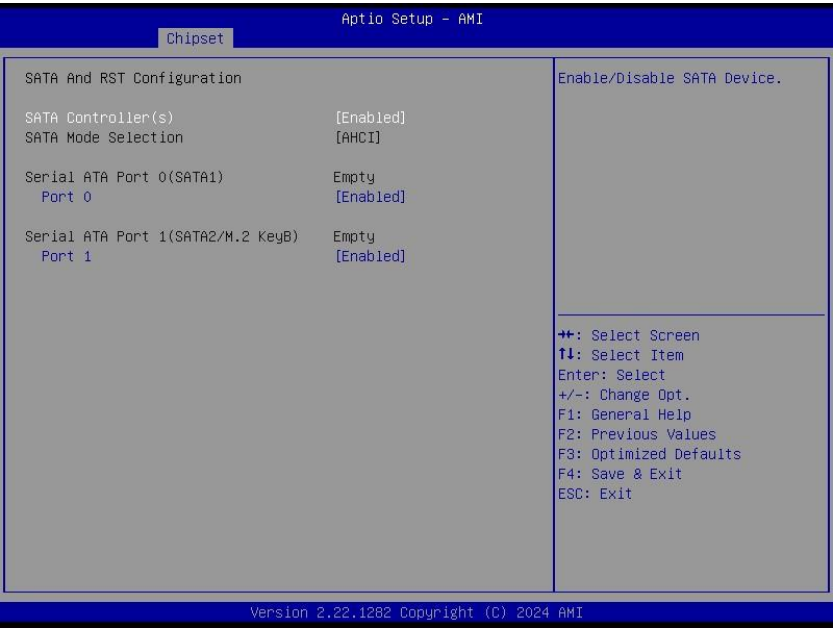 Aptio Setup – AMI
Chipset
SATA And RST Configuration
SATA Controller(s) [Enabled]
SATA Mode Selection [AHCI]
Serial ATA Port 0(SATA1) Empty
Port 0 [Enabled]
Serial ATA Port 1(SATA2/M.2 KeyB) Empty
Port 1 [Enabled]
Enable/Disable SATA Device.
→←: Select Screen
↑↓: Select Item
Enter: Select
+/-: Change Opt.
F1: General Help
F2: Previous Values
F3: Optimized Defaults
F4: Save & Exit
ESC: Exit
Version 2.22.1282 Copyright (C) 2024 AMI